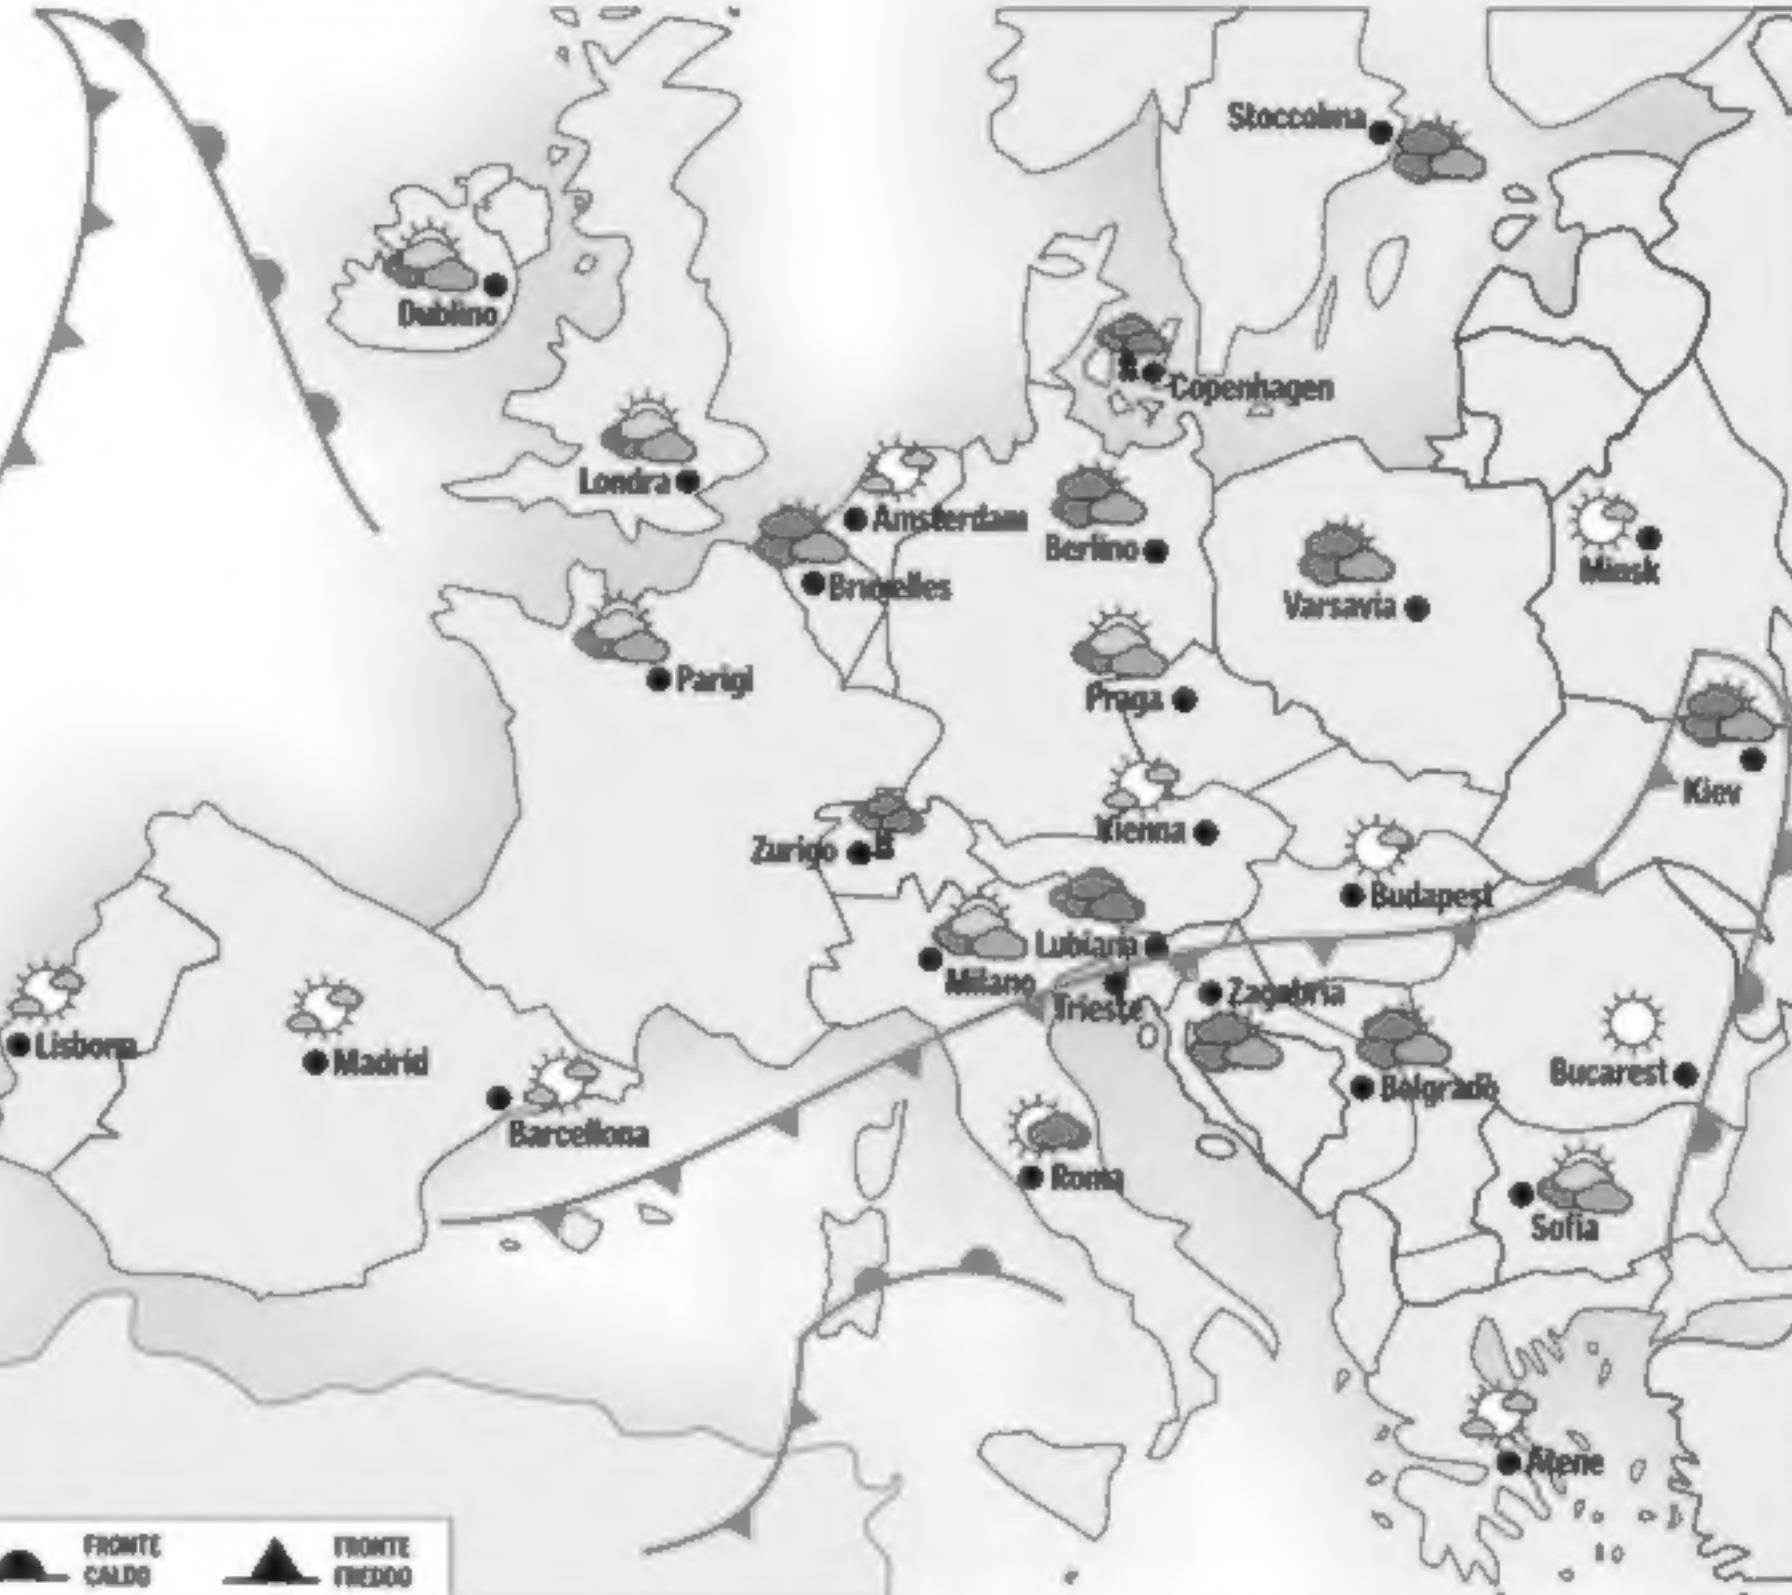 Stoccolma
Dublino
Copenhagen
Londra
Amsterdam
Berlino
Minsk
Bruxelles
Varsavia
Parigi
Praga
Kiev
Vienna
Zurigo
Budapest
Lubiana
Milano
Trieste
Zagabria
Lisbona
Madrid
Belgrado
Bucarest
Barcellona
Roma
Sofia
Atene
FRONTE
CALDO
FRONTE
FREDDO